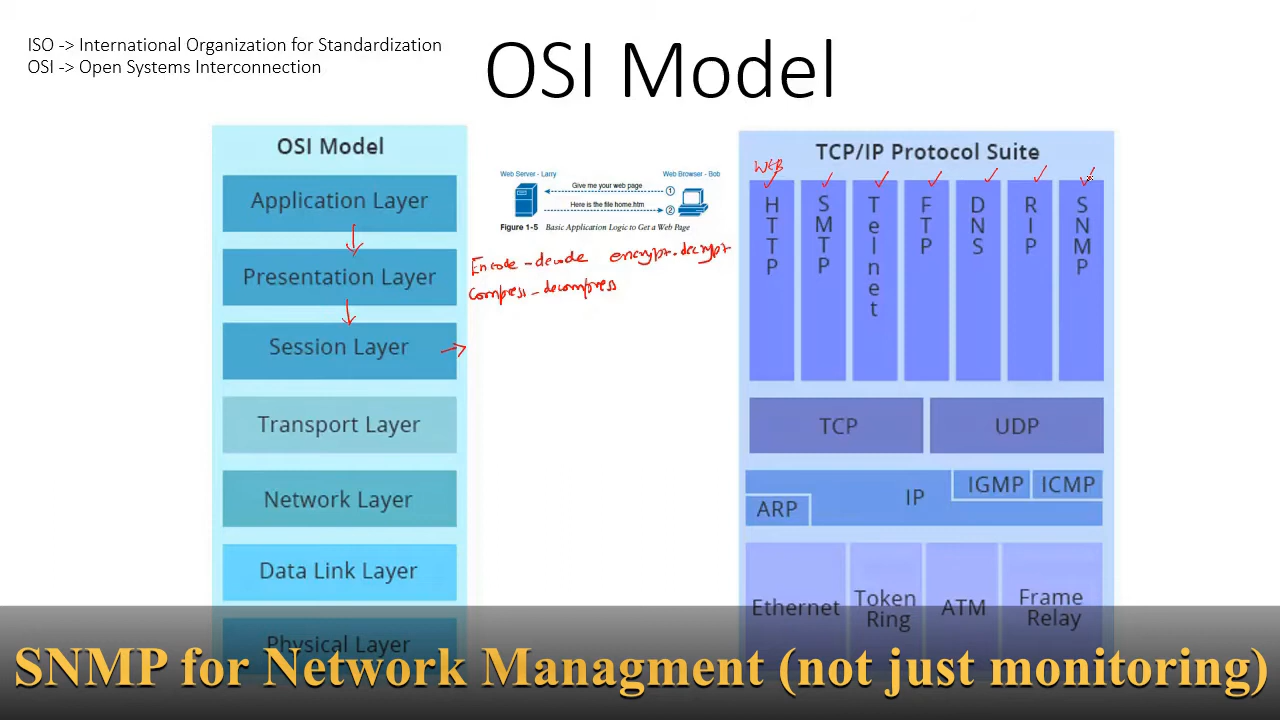 ISO -> International Organization for Standardization
OSI -> Open Systems Interconnection
OSI Model
OSI Model
Application Layer
Presentation Layer
Session Layer
Transport Layer
Network Layer
Data Link Layer
Physical Layer
Web Server - Larry
Web Browser - Bob
Give me your web page
1
Here is the file home.htm
2
Figure 1-5 Basic Application Logic to Get a Web Page
Encode - decode encrypt - decrypt
Compress - decompress
TCP/IP Protocol Suite
WEB
HTTP
SMTP
Telnet
FTP
DNS
RIP
SNMP
TCP
UDP
IP
IGMP
ICMP
ARP
Ethernet
Token
Ring
ATM
Frame
Relay
SNMP for Network Managment (not just monitoring)